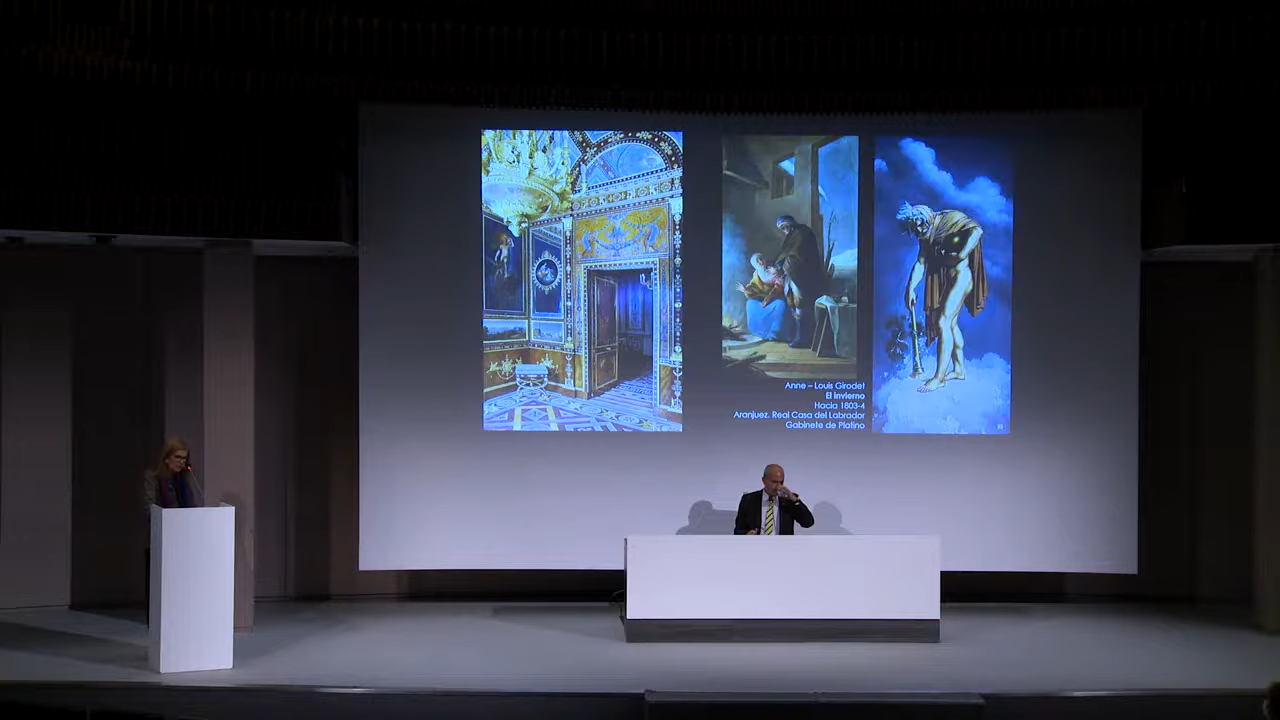 Anne – Louis Girodet
El invierno
Hacia 1803-4
Aranjuez. Real Casa del Labrador
Gabinete de Platino